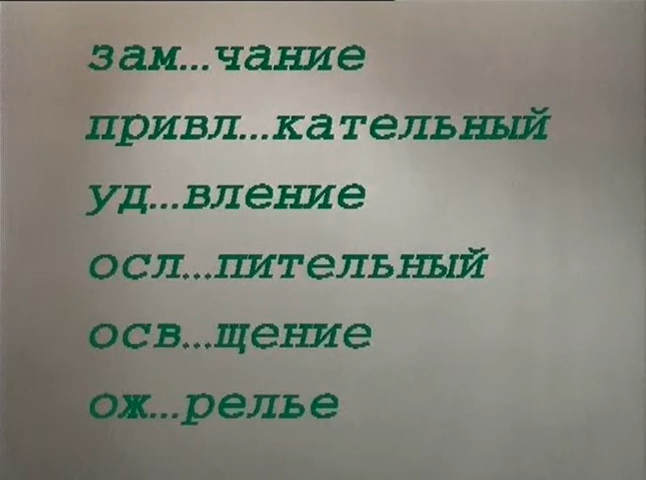 зам...чание
привл...кательный
уд...вление
осл...пительный
осв...щение
ож...релье